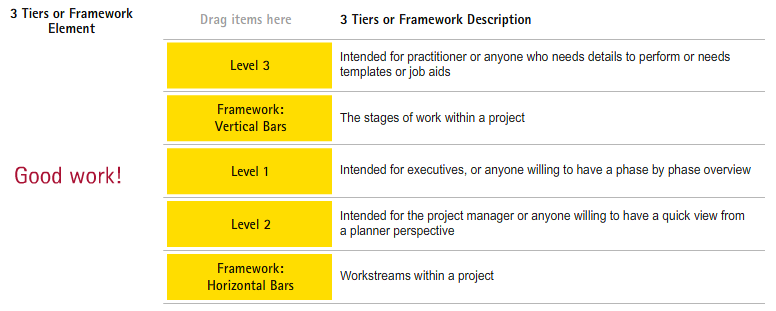 3 Tiers or Framework
Element
Drag items here
3 Tiers or Framework Description
Level 3
Intended for practitioner or anyone who needs details to perform or needs
templates or job aids
Framework:
Vertical Bars
The stages of work within a project
Good work!
Level 1
Intended for executives, or anyone willing to have a phase by phase overview
Level 2
Intended for the project manager or anyone willing to have a quick view from
a planner perspective
Framework:
Horizontal Bars
Workstreams within a project